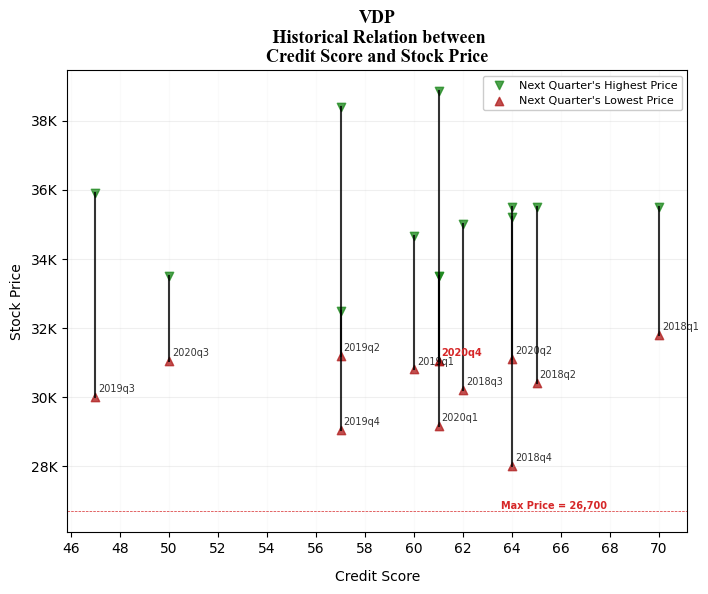 VDP
Historical Relation between
Credit Score and Stock Price
Next Quarter's Highest Price
Next Quarter's Lowest Price
38K
36K
34K
32K
30K
28K
Stock Price
2018q1
2019q2
2020q4
2020q2
2020q3
2019q1
2018q2
2018q3
2019q3
2019q4
2020q1
2018q4
Max Price = 26,700
46 48 50 52 54 56 58 60 62 64 66 68 70
Credit Score